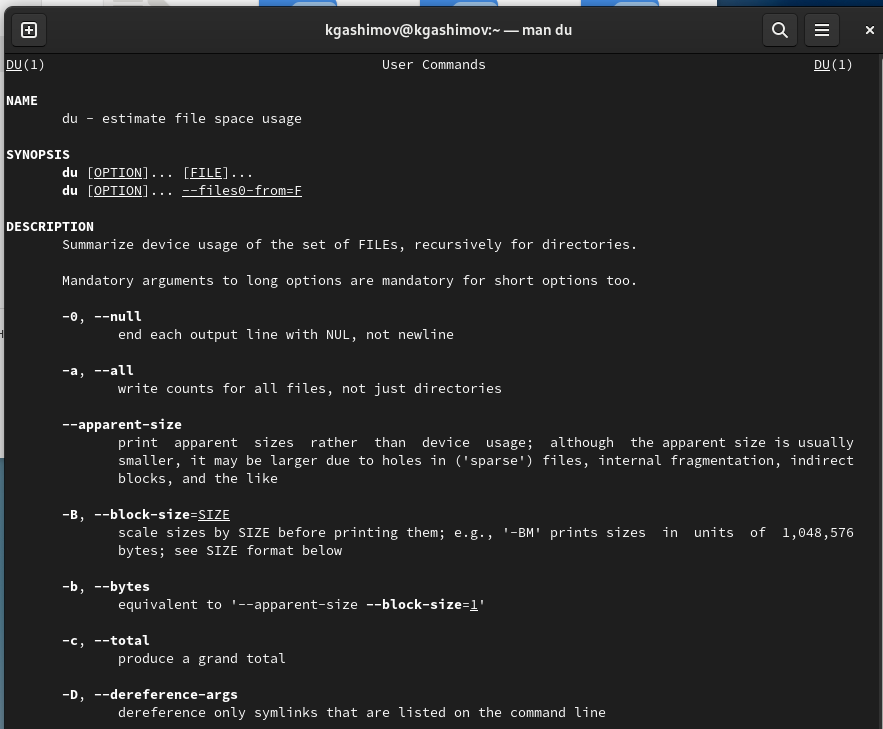 kgashimov@kgashimov:~ — man du
DU(1) User Commands DU(1)
NAME
du - estimate file space usage
SYNOPSIS
du [OPTION]... [FILE]...
du [OPTION]... --files0-from=F
DESCRIPTION
Summarize device usage of the set of FILEs, recursively for directories.
Mandatory arguments to long options are mandatory for short options too.
-0, --null
end each output line with NUL, not newline
-a, --all
write counts for all files, not just directories
--apparent-size
print apparent sizes rather than device usage; although the apparent size is usually
smaller, it may be larger due to holes in ('sparse') files, internal fragmentation, indirect
blocks, and the like
-B, --block-size=SIZE
scale sizes by SIZE before printing them; e.g., '-BM' prints sizes in units of 1,048,576
bytes; see SIZE format below
-b, --bytes
equivalent to '--apparent-size --block-size=1'
-c, --total
produce a grand total
-D, --dereference-args
dereference only symlinks that are listed on the command line